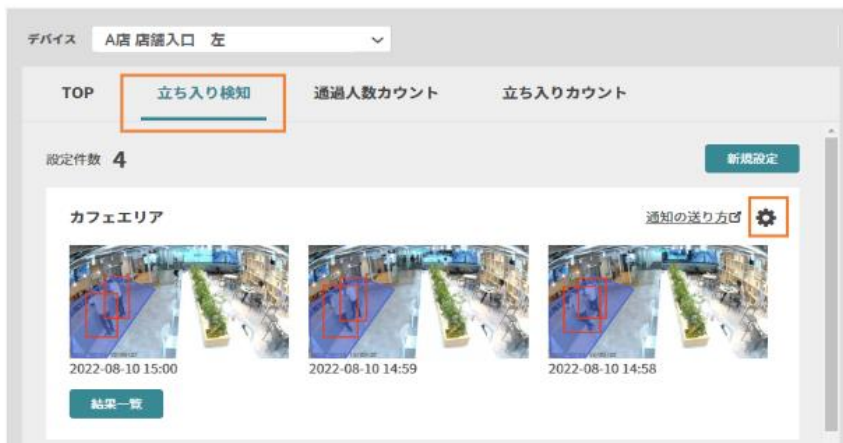 デバイス A店 店舗入口 左
TOP 立ち入り検知 通過人数カウント 立ち入りカウント
設定件数 4 新規設定
カフェエリア 通知の送り方
2022-08-10 15:00 2022-08-10 14:59 2022-08-10 14:58
結果一覧